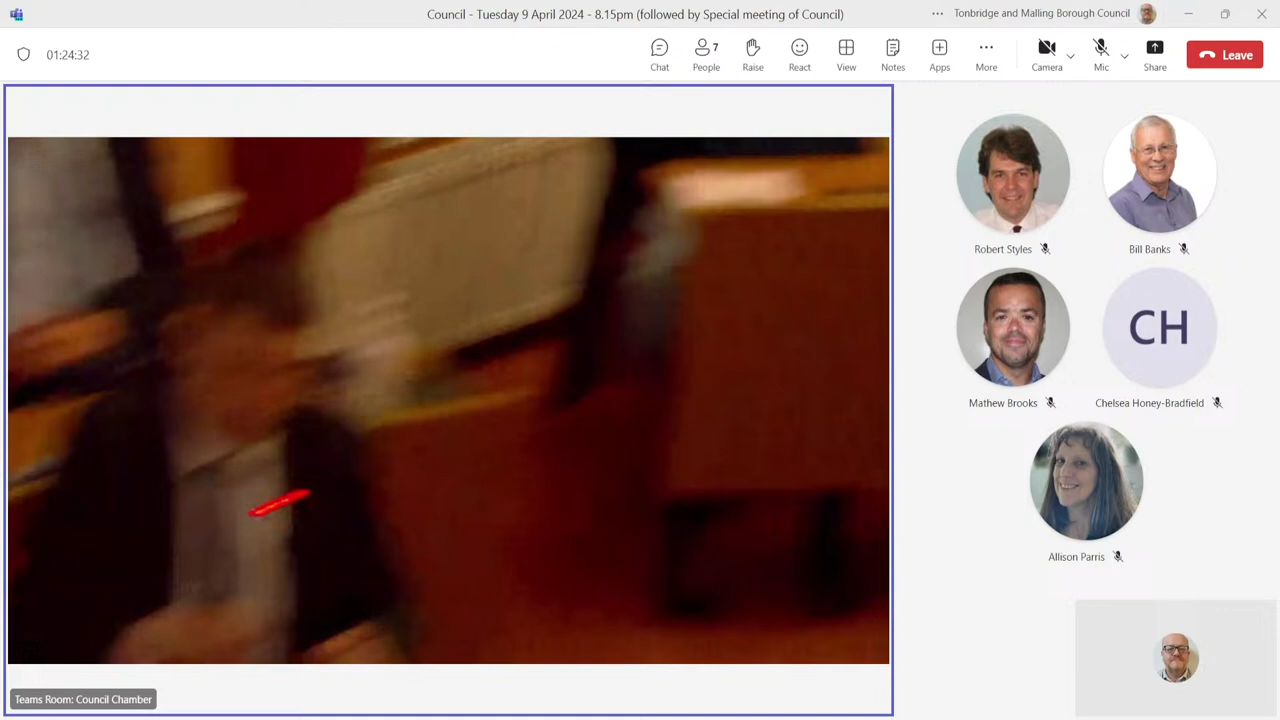 Council - Tuesday 9 April 2024 - 8.15pm (followed by Special meeting of Council)
Tonbridge and Malling Borough Council
01:24:32
7
Chat
People
Raise
React
View
Notes
Apps
More
Camera
Mic
Share
Leave
Robert Styles
Bill Banks
Mathew Brooks
CH
Chelsea Honey-Bradfield
Allison Parris
Teams Room: Council Chamber